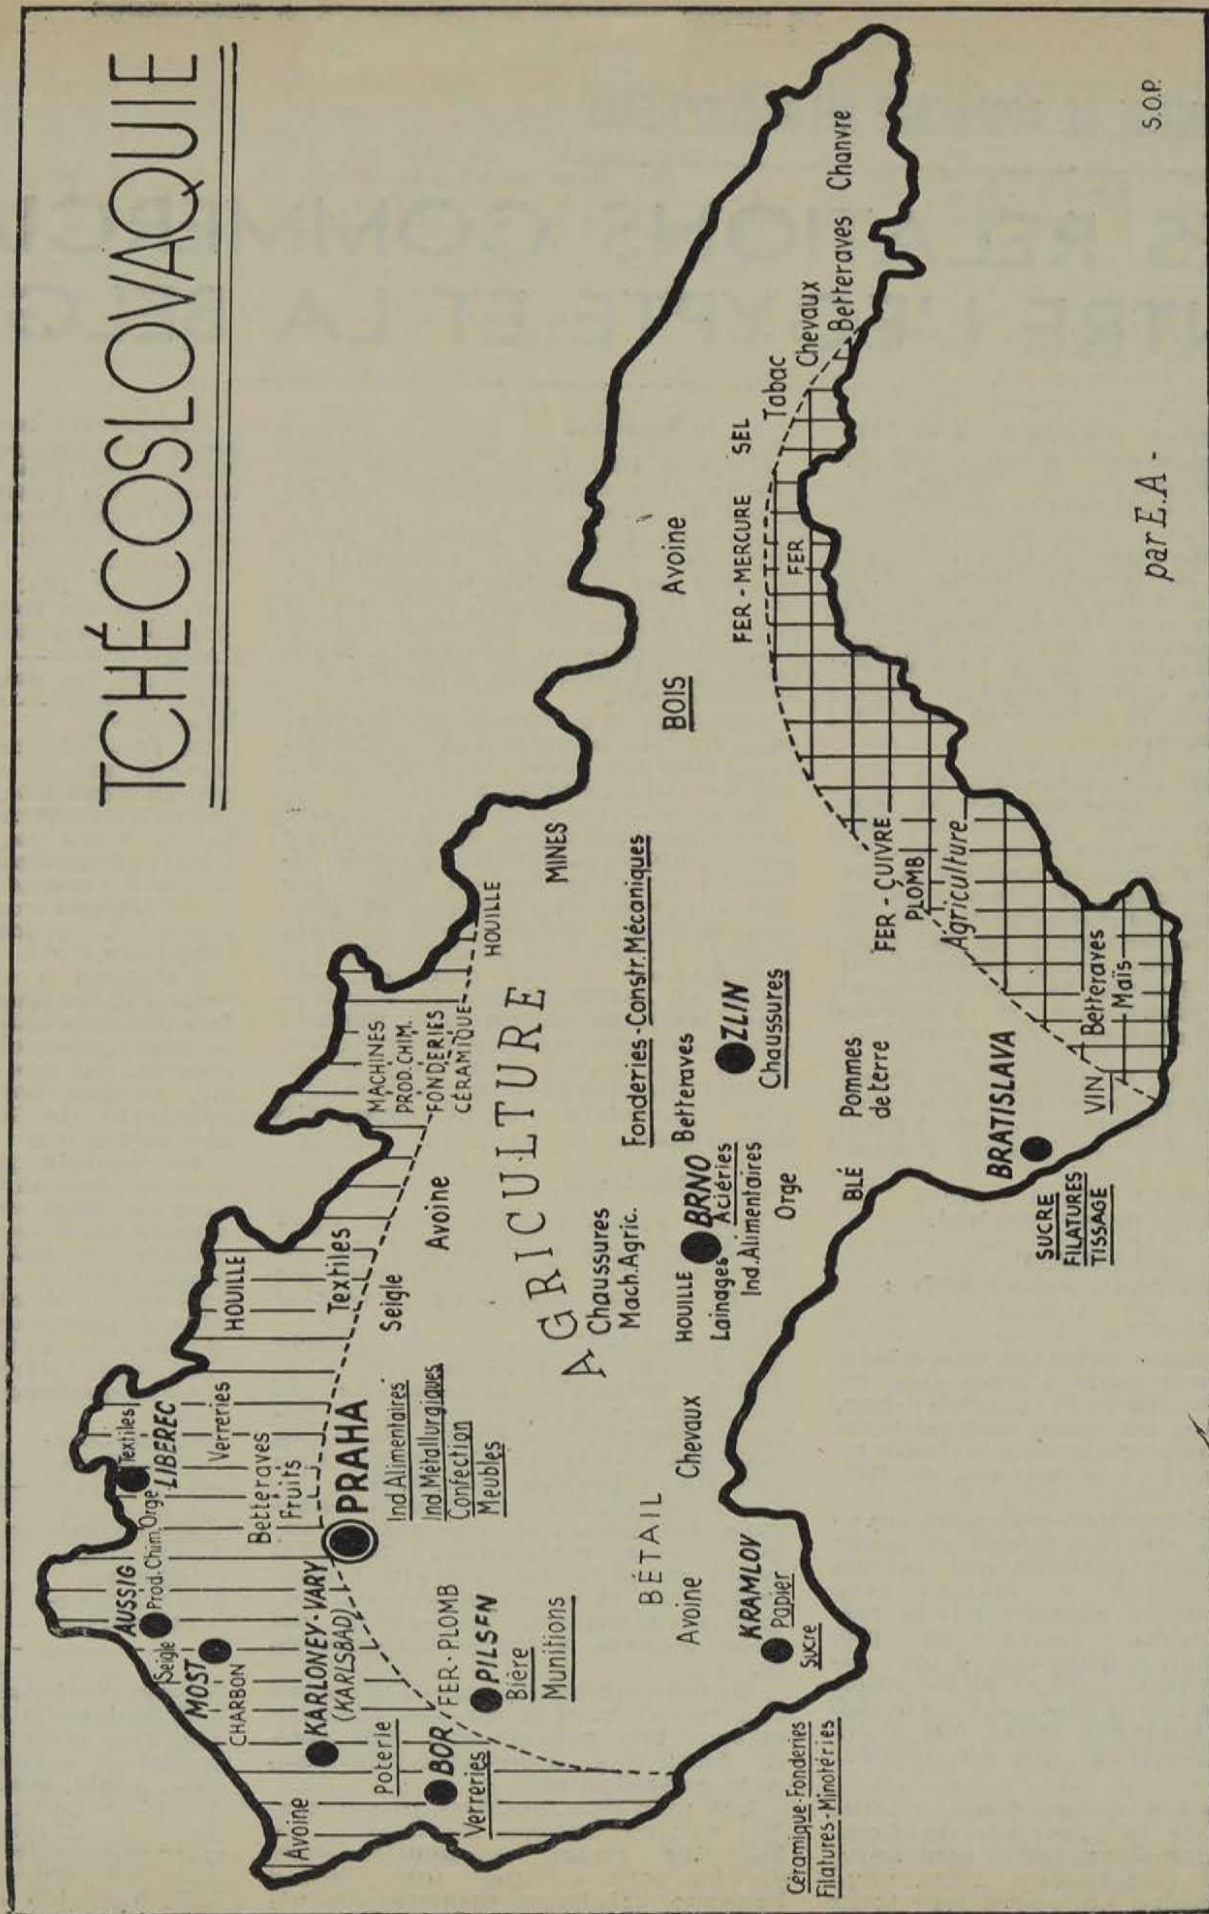 TCHÉCOSLOVAQUIE
AUSSIG
Prod. Chim.
Orge
Textiles
LIBEREC
Seigle
MOST
CHARBON
Verreries
HOUILLE
Betteraves
Fruits
Textiles
Avoine
KARLONEY-VARY
(KARLSBAD)
PRAHA
Ind. Alimentaires
Ind. Métallurgiques
Confection
Meubles
Seigle
Avoine
MACHINES
PROD. CHIM.
FONDERIES
CÉRAMIQUE
HOUILLE
MINES
Poterie
BOR
Verreries
FER - PLOMB
PILSEN
Bière
Munitions
AGRICULTURE
Chaussures
Mach. Agric.
Fonderies - Constr. Mécaniques
BÉTAIL
Avoine
Chevaux
HOUILLE
BRNO
Lainages
Aciéries
Ind. Alimentaires
Orge
Betteraves
ZLIN
Chaussures
BOIS
Avoine
FER - MERCURE
SEL
Tabac
Chevaux
Betteraves
Chanvre
FER
KRAMLOV
Papier
Sucre
Céramique - Fonderies
Filatures - Minotéries
BLÉ
Pommes
de terre
FER - CUIVRE
PLOMB
Agriculture
BRATISLAVA
SUCRE
FILATURES
TISSAGE
VIN
Betteraves
Maïs
par E.A -
S.O.P.